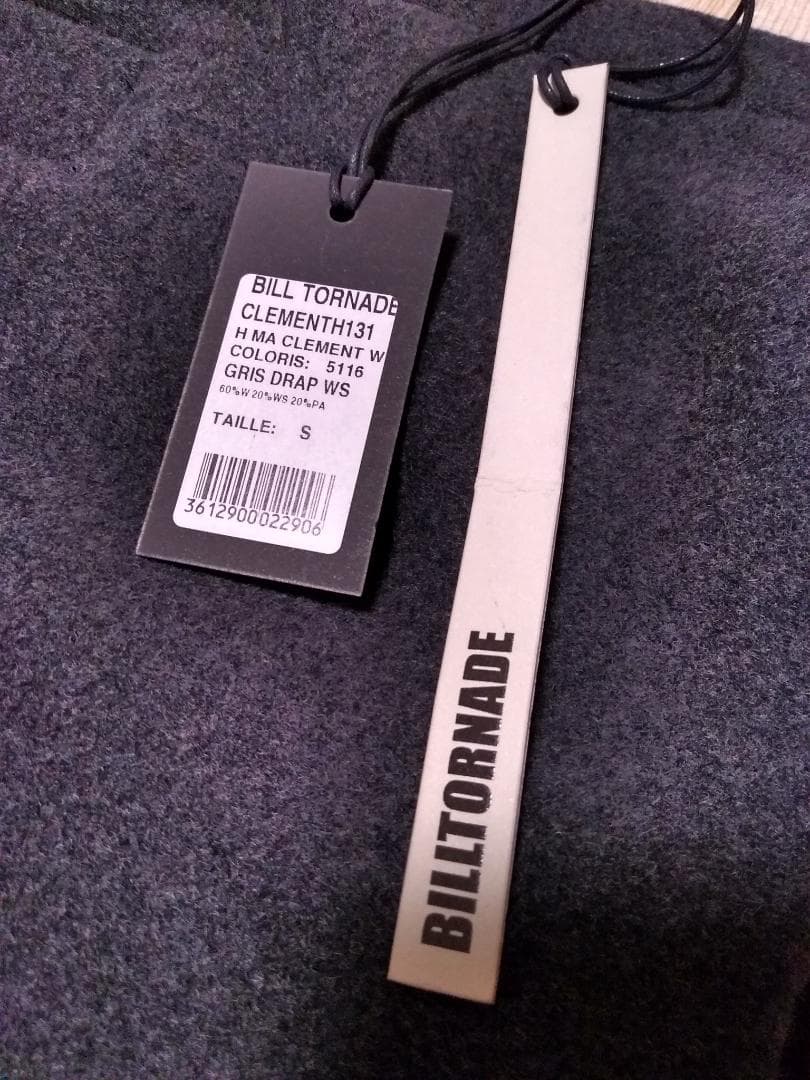 BILL TORNADE
CLEMENTH131
H MA CLEMENT W
COLORIS: 5116
GRIS DRAP WS
60%W 20%WS 20%PA
TAILLE: S
3612900022906
BILLTORNADE